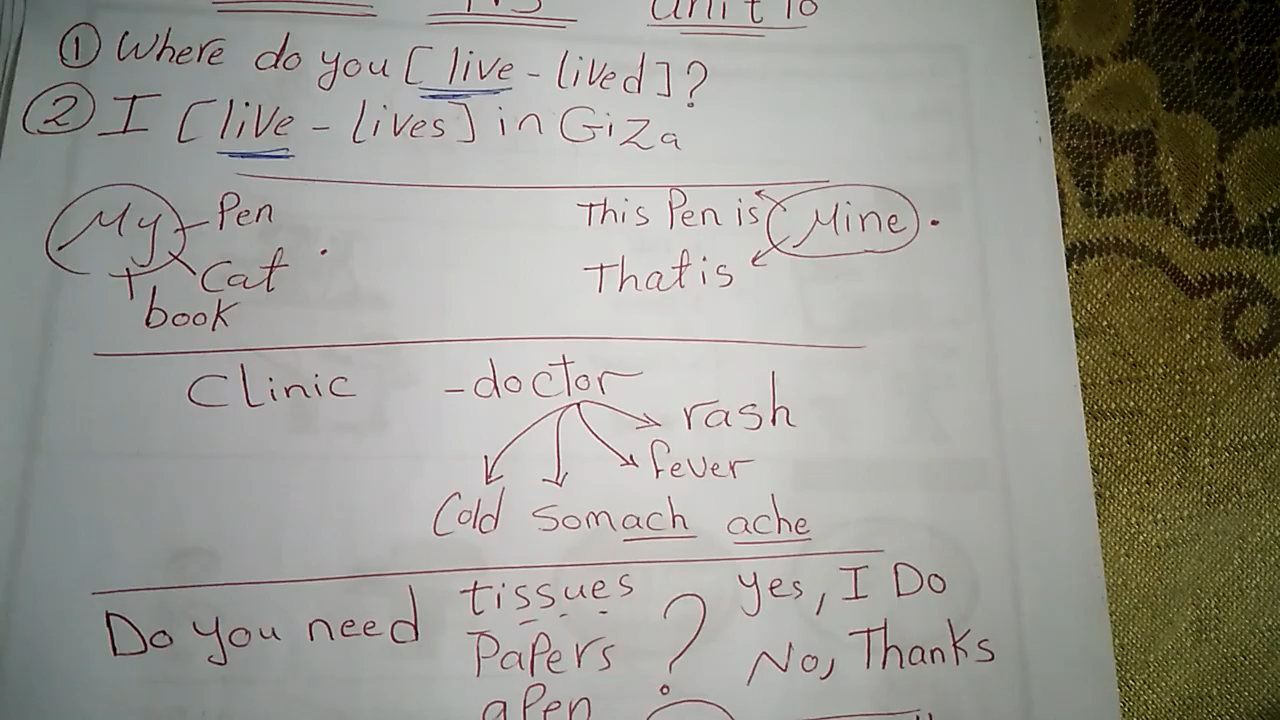 Unit 10
① Where do you [live - lived]?
② I [live - lives] in Giza
My Pen
Cat
book
This Pen is Mine.
That is
Clinic - doctor
rash
fever
Cold Somach ache
Do you need tissues ? yes, I Do
Papers No, Thanks
a Pen